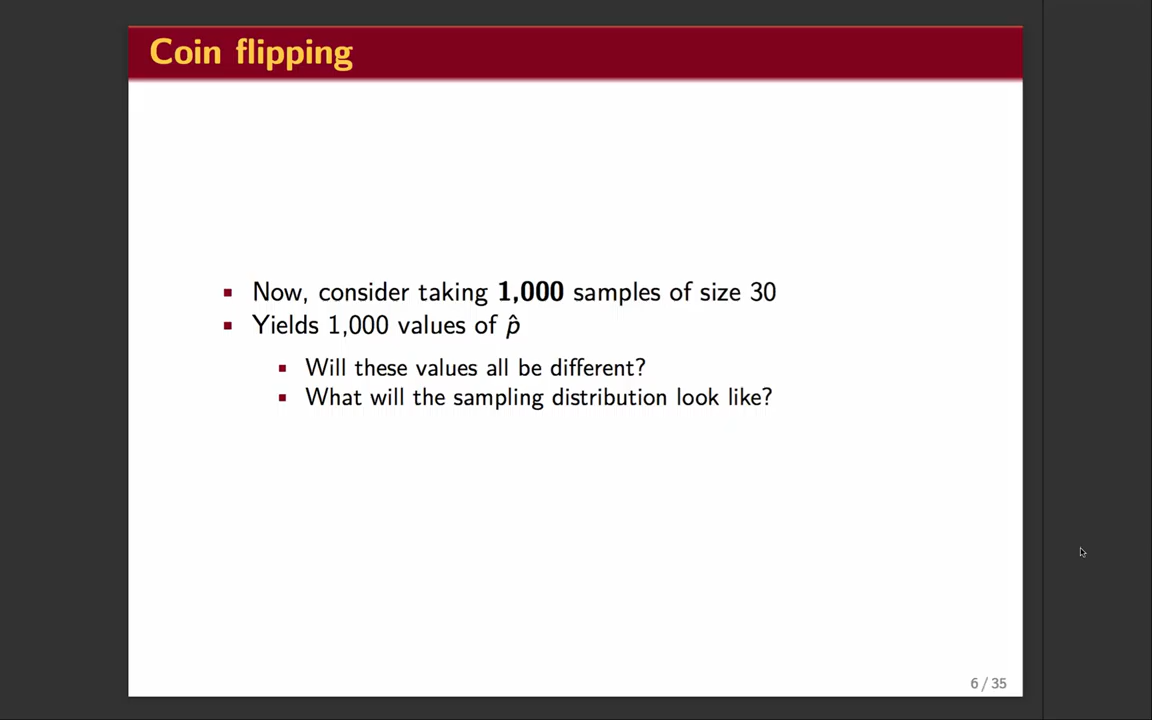 Coin flipping
Now, consider taking 1,000 samples of size 30
Yields 1,000 values of p̂
Will these values all be different?
What will the sampling distribution look like?
6 / 35